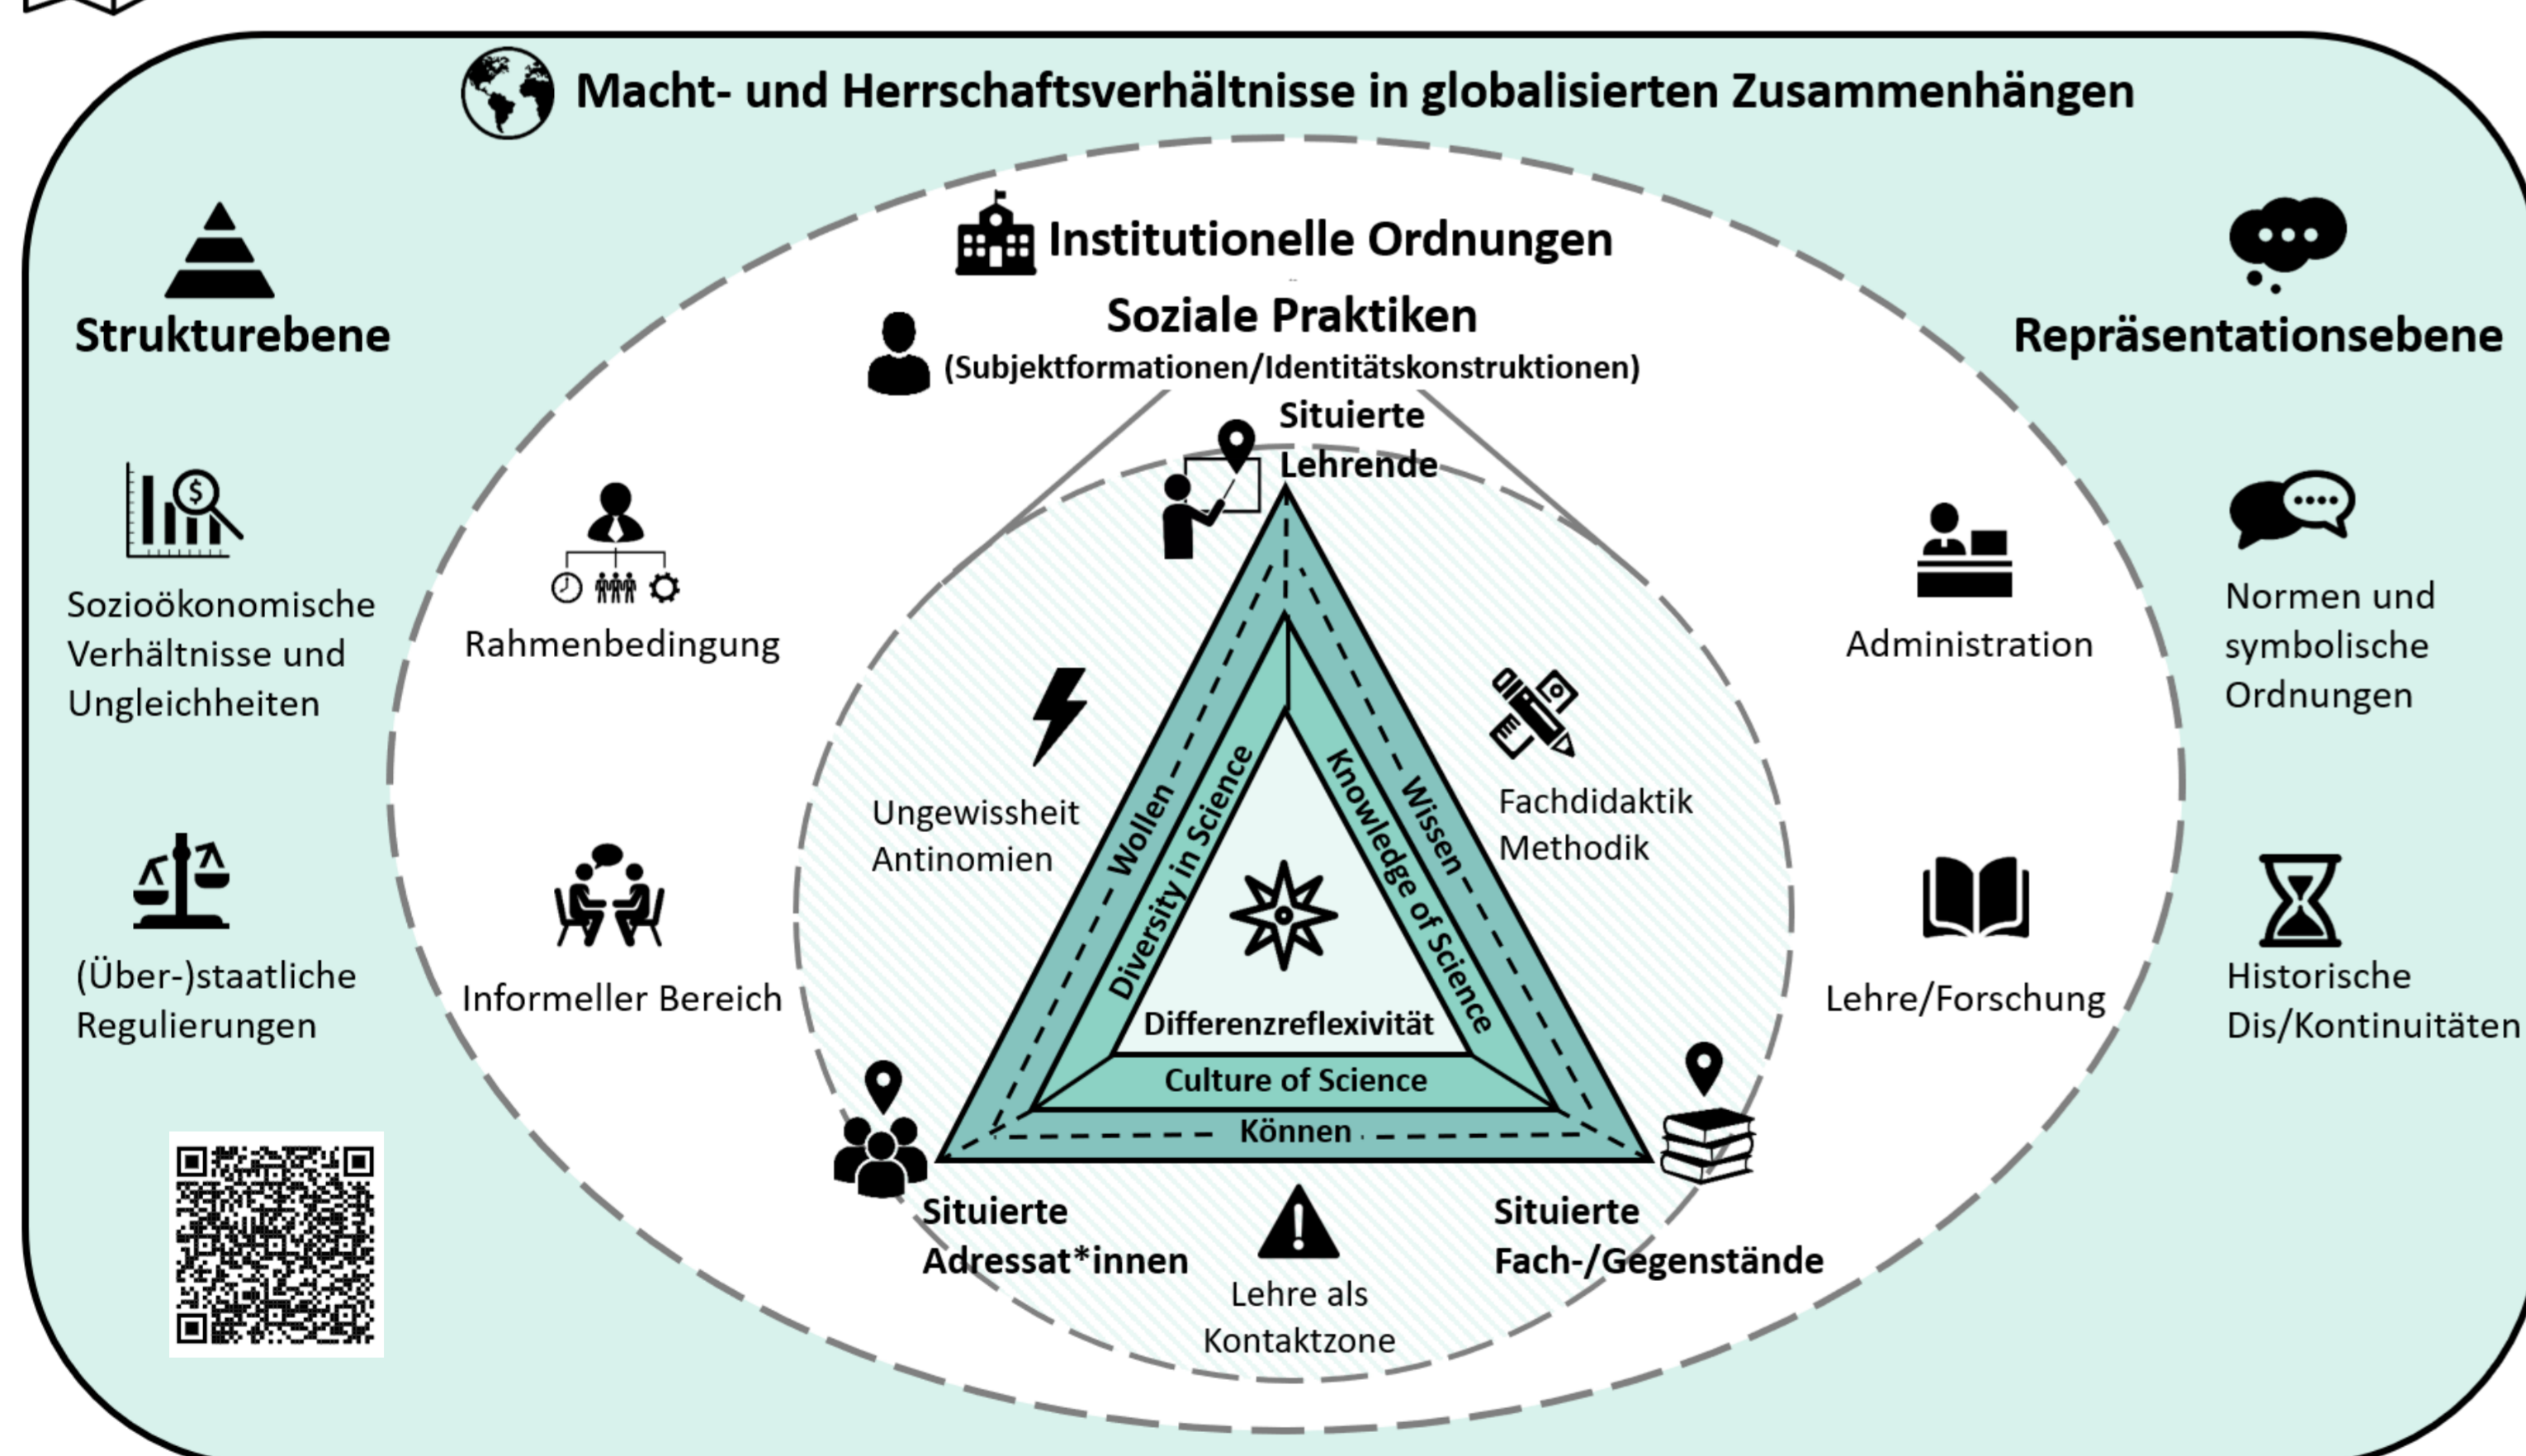 Macht- und Herrschaftsverhältnisse in globalisierten Zusammenhängen
Institutionelle Ordnungen
Soziale Praktiken
(Subjektformationen/Identitätskonstruktionen)
Strukturebene
Sozioökonomische
Verhältnisse und
Ungleichheiten
(Über-)staatliche
Regulierungen
Rahmenbedingung
Informeller Bereich
Situierte
Lehrende
Ungewissheit
Antinomien
Wollen
Diversity in Science
Knowledge of Science
Wissen
Fachdidaktik
Methodik
Differenzreflexivität
Culture of Science
Können
Situierte
Adressat*innen
Lehre als
Kontaktzone
Situierte
Fach-/Gegenstände
Administration
Lehre/Forschung
Repräsentationsebene
Normen und
symbolische
Ordnungen
Historische
Dis/Kontinuitäten